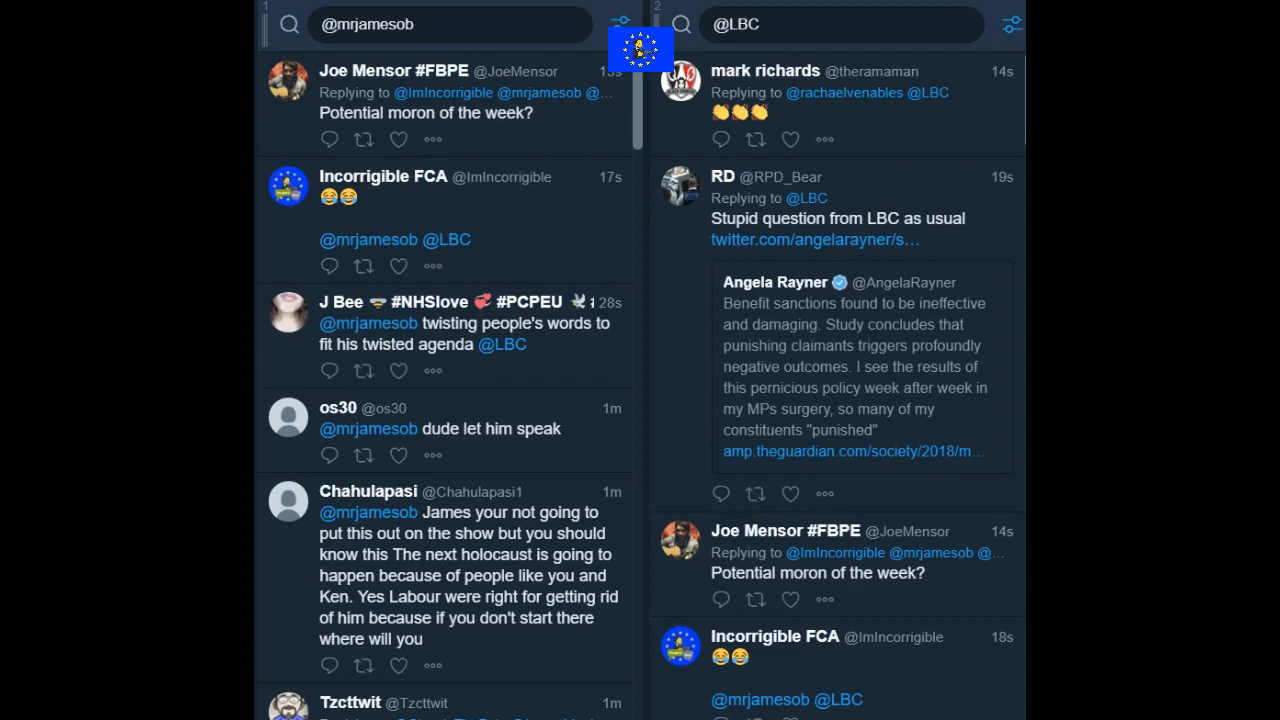 1
@mrjamesob
Joe Mensor #FBPE @JoeMensor 13s
Replying to @ImIncorrigible @mrjamesob @…
Potential moron of the week?
Incorrigible FCA @ImIncorrigible 17s
😂😂
@mrjamesob @LBC
J Bee 🐝 #NHSlove 💞 #PCPEU 🕊 28s
@mrjamesob twisting people's words to
fit his twisted agenda @LBC
os30 @os30 1m
@mrjamesob dude let him speak
Chahulapasi @Chahulapasi1 1m
@mrjamesob James your not going to
put this out on the show but you should
know this The next holocaust is going to
happen because of people like you and
Ken. Yes Labour were right for getting rid
of him because if you don't start there
where will you
Tzcttwit @Tzcttwit 1m
2
@LBC
mark richards @theramaman 14s
Replying to @rachaelvenables @LBC
👏👏👏
RD @RPD_Bear 19s
Replying to @LBC
Stupid question from LBC as usual
twitter.com/angelarayner/s…
Angela Rayner @AngelaRayner
Benefit sanctions found to be ineffective
and damaging. Study concludes that
punishing claimants triggers profoundly
negative outcomes. I see the results of
this pernicious policy week after week in
my MPs surgery, so many of my
constituents "punished"
amp.theguardian.com/society/2018/m…
Joe Mensor #FBPE @JoeMensor 14s
Replying to @ImIncorrigible @mrjamesob @…
Potential moron of the week?
Incorrigible FCA @ImIncorrigible 18s
😂😂
@mrjamesob @LBC